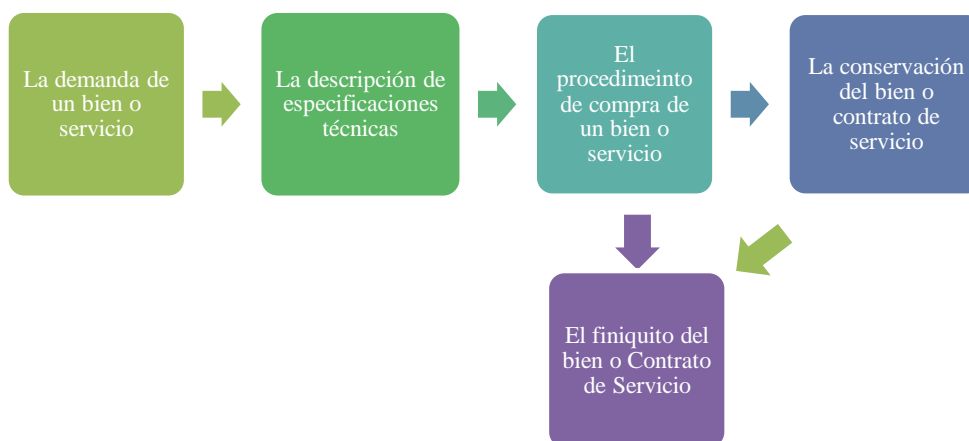 La demanda de
un bien o
servicio
La descripción de
especificaciones
técnicas
El
procedimeinto
de compra de
un bien o
servicio
La conservación
del bien o
contrato de
servicio
El finiquito del
bien o Contrato
de Servicio